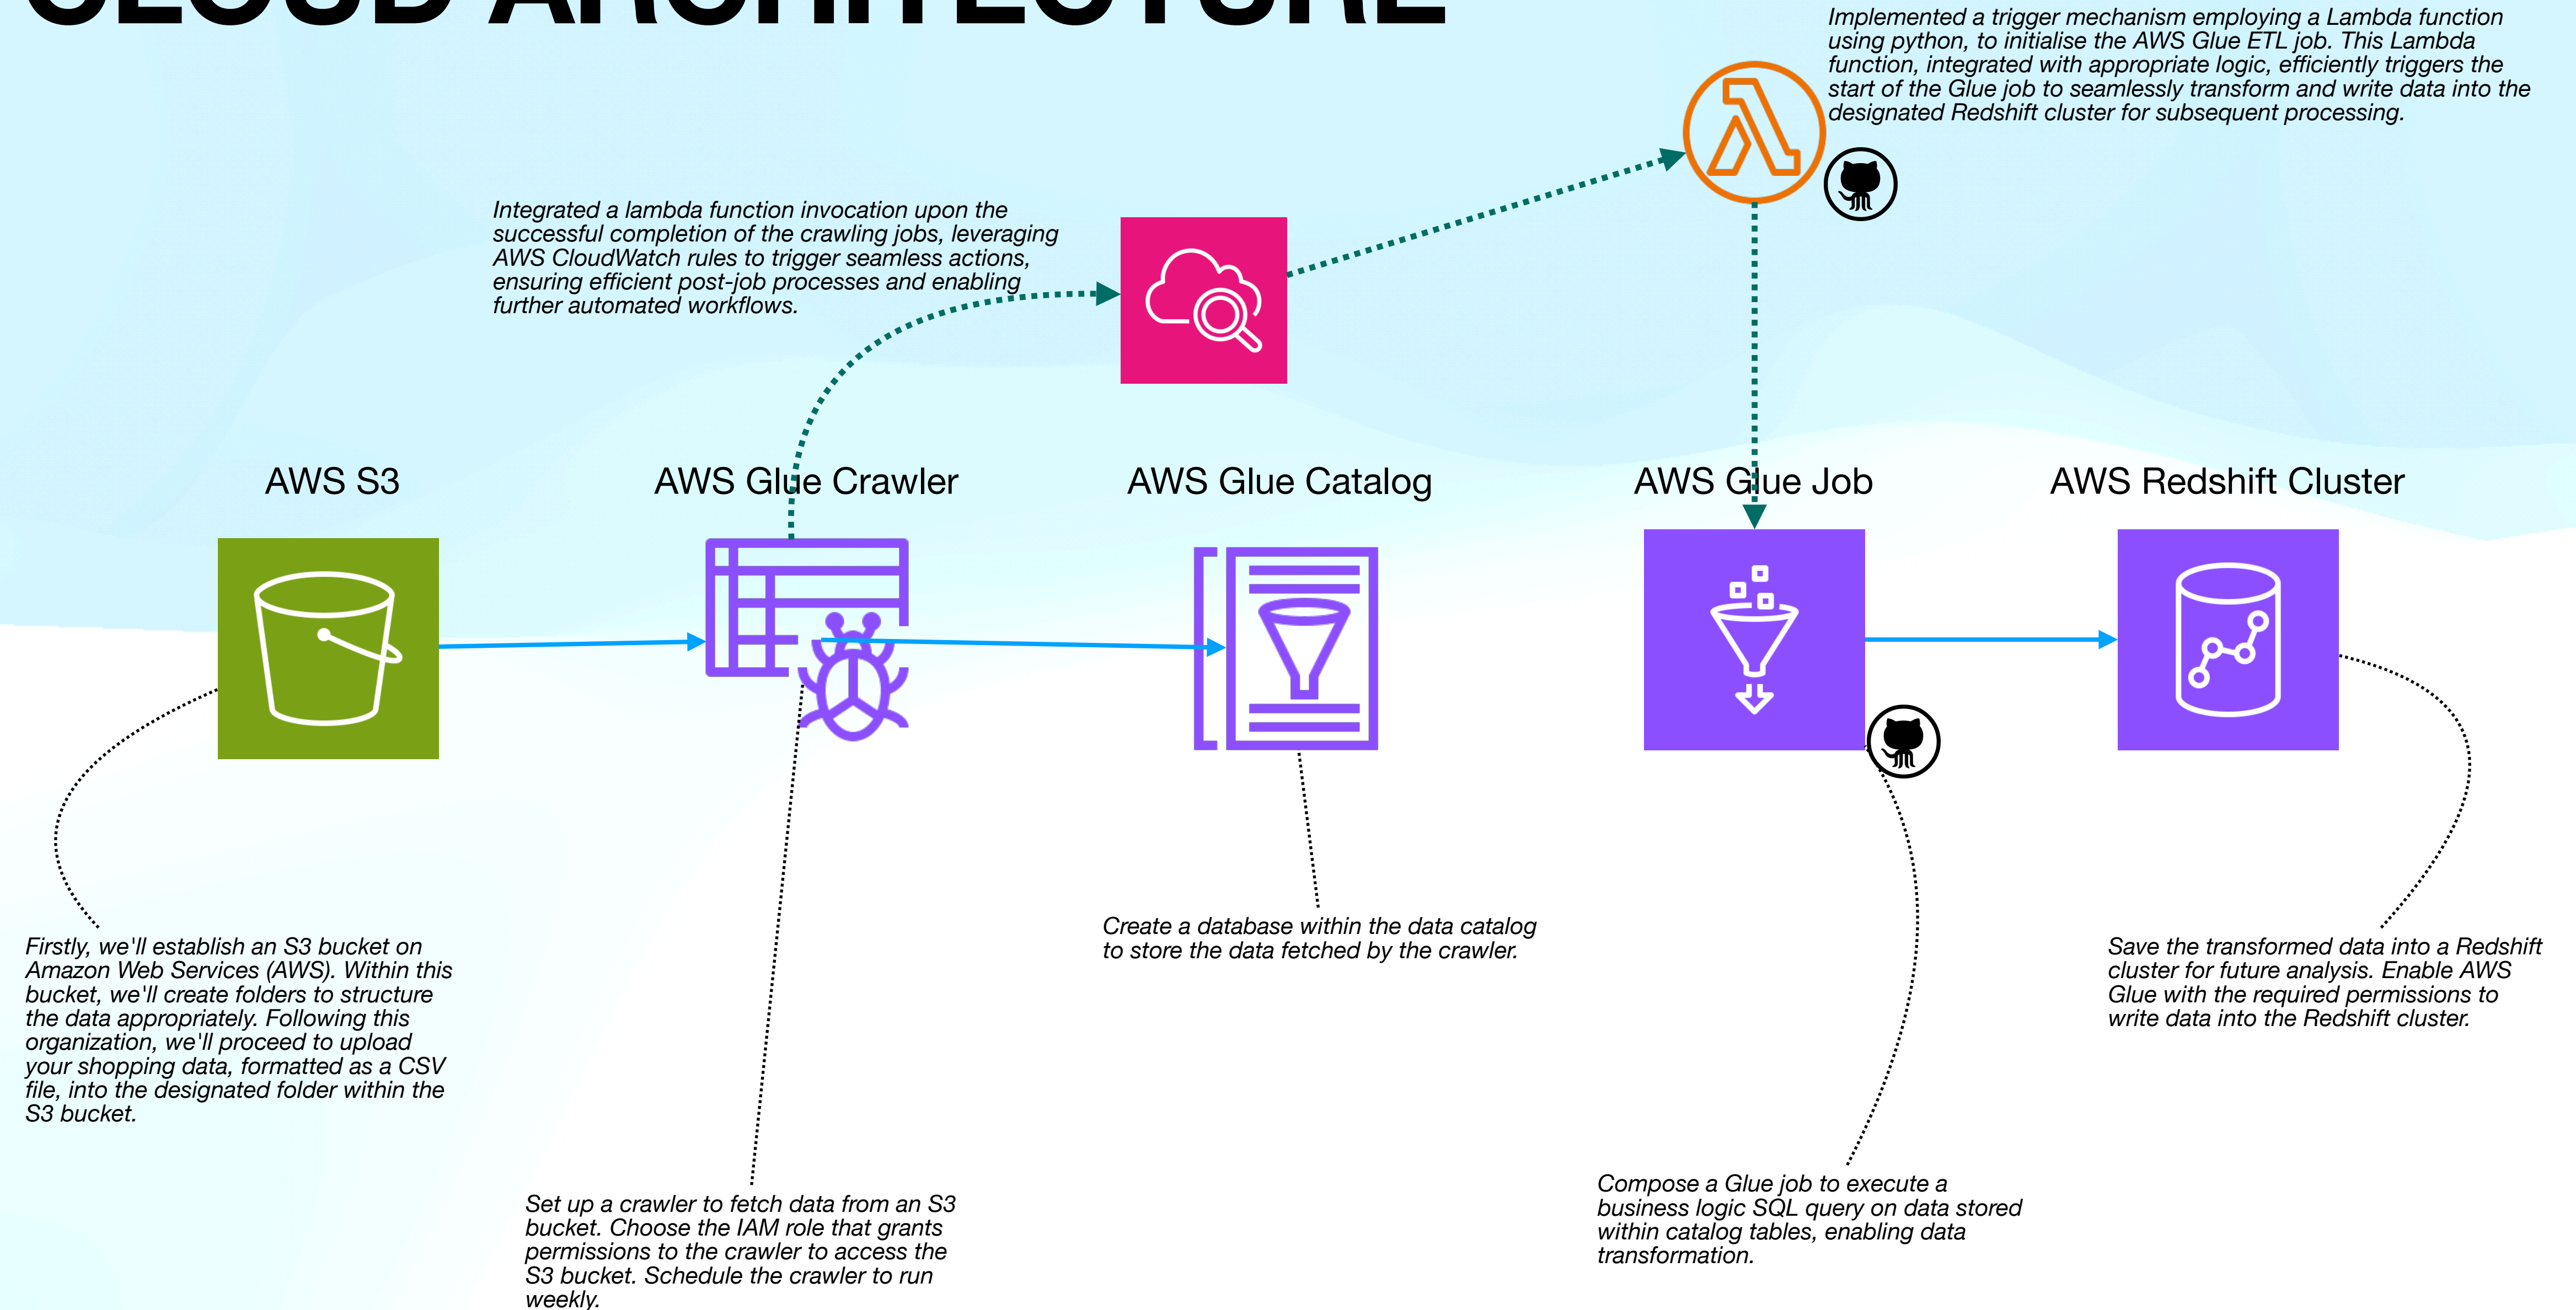 CLOUD ARCHITECTURE
Implemented a trigger mechanism employing a Lambda function
using python, to initialise the AWS Glue ETL job. This Lambda
function, integrated with appropriate logic, efficiently triggers the
start of the Glue job to seamlessly transform and write data into the
designated Redshift cluster for subsequent processing.
Integrated a lambda function invocation upon the
successful completion of the crawling jobs, leveraging
AWS CloudWatch rules to trigger seamless actions,
ensuring efficient post-job processes and enabling
further automated workflows.
AWS S3
AWS Glue Crawler
AWS Glue Catalog
AWS Glue Job
AWS Redshift Cluster
Firstly, we'll establish an S3 bucket on
Amazon Web Services (AWS). Within this
bucket, we'll create folders to structure
the data appropriately. Following this
organization, we'll proceed to upload
your shopping data, formatted as a CSV
file, into the designated folder within the
S3 bucket.
Set up a crawler to fetch data from an S3
bucket. Choose the IAM role that grants
permissions to the crawler to access the
S3 bucket. Schedule the crawler to run
weekly.
Create a database within the data catalog
to store the data fetched by the crawler.
Compose a Glue job to execute a
business logic SQL query on data stored
within catalog tables, enabling data
transformation.
Save the transformed data into a Redshift
cluster for future analysis. Enable AWS
Glue with the required permissions to
write data into the Redshift cluster.